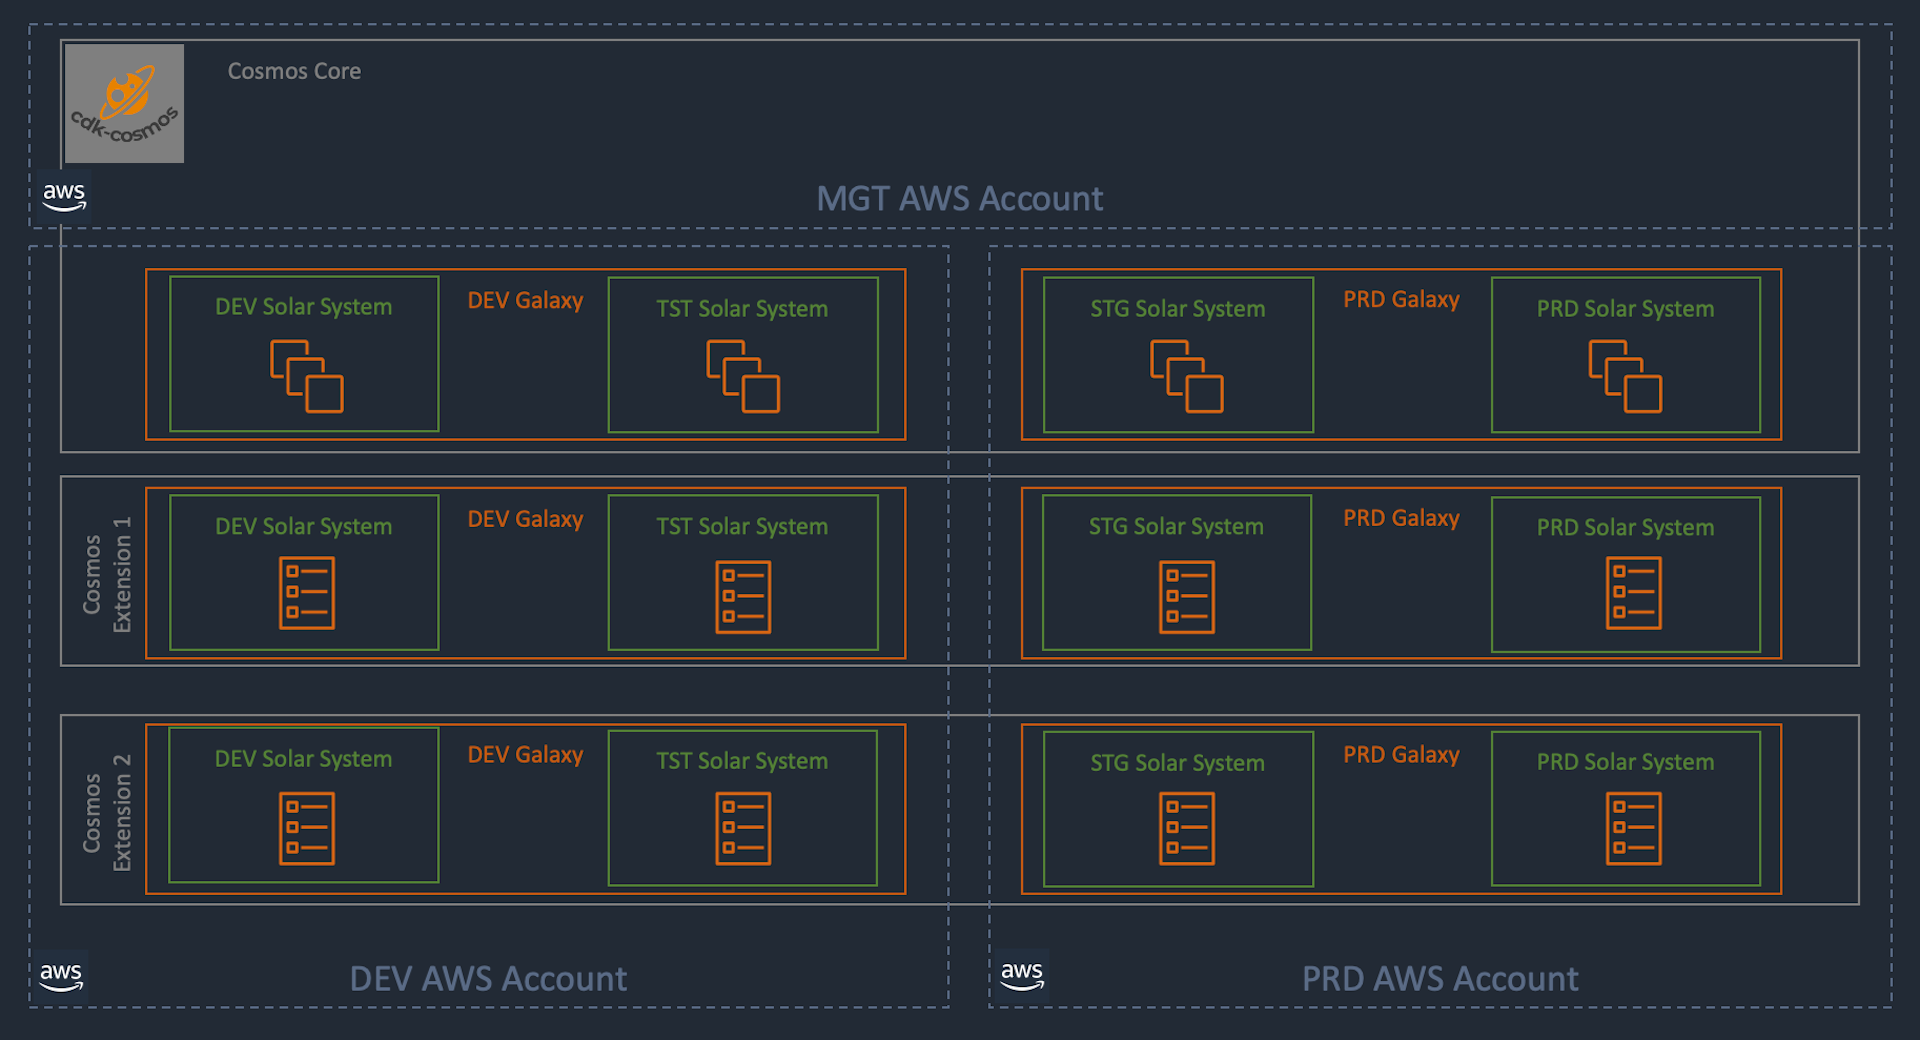 cdk-cosmos
Cosmos Core
aws
MGT AWS Account
DEV Solar System
DEV Galaxy
TST Solar System
STG Solar System
PRD Galaxy
PRD Solar System
Cosmos
Extension 1
DEV Solar System
DEV Galaxy
TST Solar System
STG Solar System
PRD Galaxy
PRD Solar System
Cosmos
Extension 2
DEV Solar System
DEV Galaxy
TST Solar System
STG Solar System
PRD Galaxy
PRD Solar System
aws
DEV AWS Account
aws
PRD AWS Account